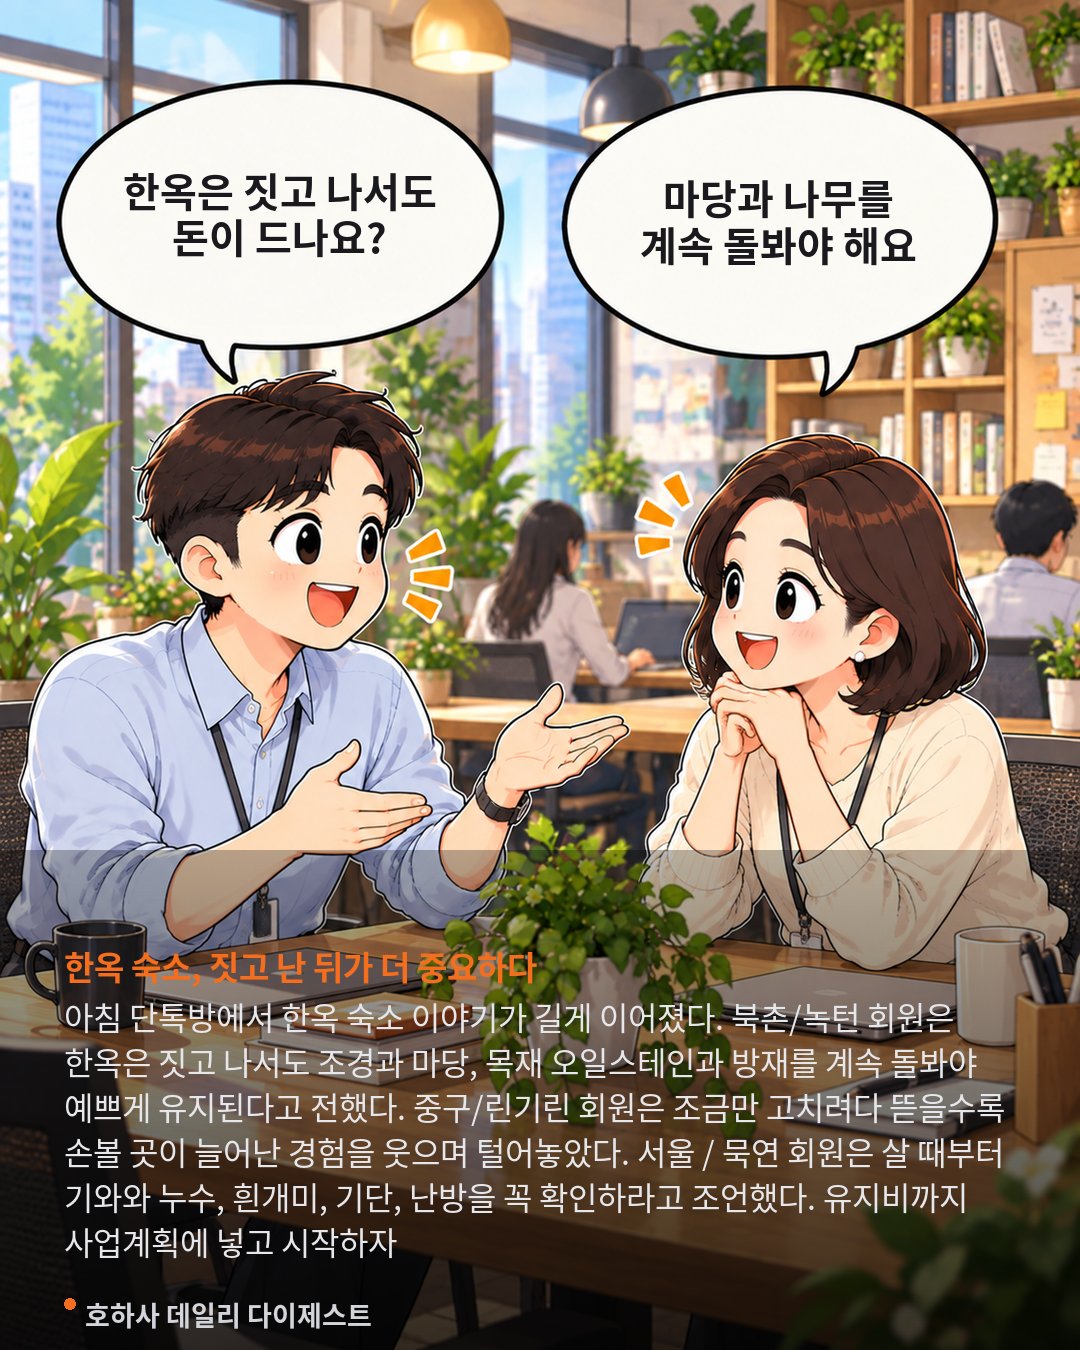 한옥은 짓고 나서도
돈이 드나요?
마당과 나무를
계속 돌봐야 해요
한옥 숙소, 짓고 난 뒤가 더 중요하다
아침 단톡방에서 한옥 숙소 이야기가 길게 이어졌다. 북촌/녹턴 회원은
한옥은 짓고 나서도 조경과 마당, 목재 오일스테인과 방재를 계속 돌봐야
예쁘게 유지된다고 전했다. 중구/린기린 회원은 조금만 고치려다 뜯을수록
손볼 곳이 늘어난 경험을 웃으며 털어놓았다. 서울 / 묵연 회원은 살 때부터
기와와 누수, 흰개미, 기단, 난방을 꼭 확인하라고 조언했다. 유지비까지
사업계획에 넣고 시작하자
호하사 데일리 다이제스트